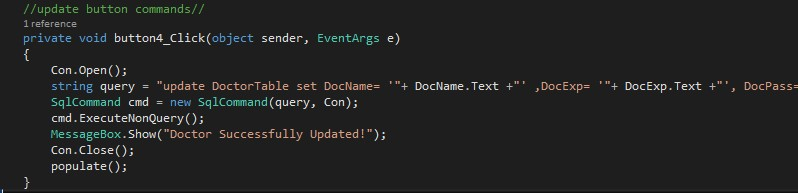 //update button commands//
1 reference
private void button4_Click(object sender, EventArgs e)
{
Con.Open();
string query = "update DoctorTable set DocName= '"+ DocName.Text +"' ,DocExp= '"+ DocExp.Text +"', DocPass=
SqlCommand cmd = new SqlCommand(query, Con);
cmd.ExecuteNonQuery();
MessageBox.Show("Doctor Successfully Updated!");
Con.Close();
populate();
}